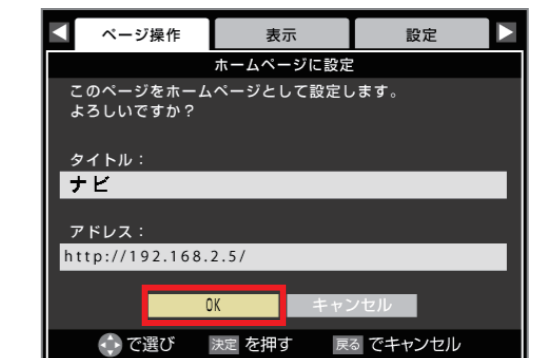 ページ操作 表示 設定
ホームページに設定
このページをホームページとして設定します。
よろしいですか？
タイトル：
ナビ
アドレス：
http://192.168.2.5/
OK キャンセル
で選び 決定 を押す 戻る でキャンセル